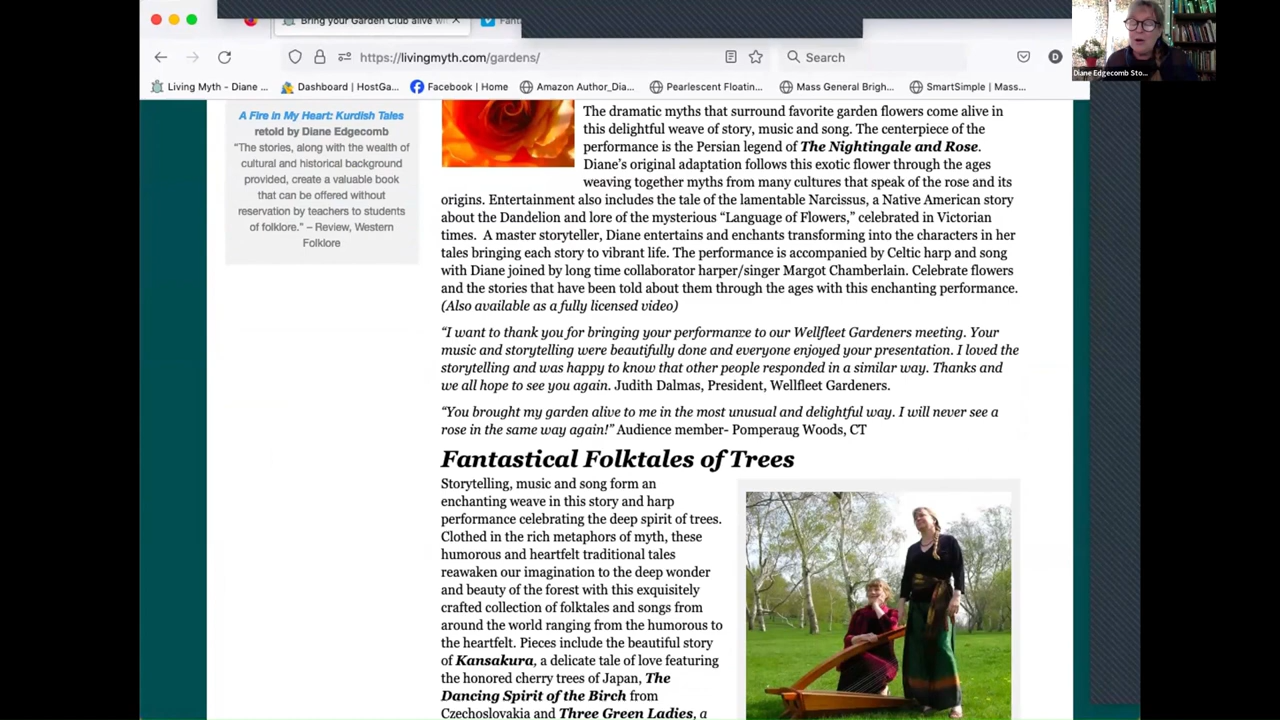 Bring your Garden Club alive wi
Fant
https://livingmyth.com/gardens/
Search
D
Diane Edgecomb Sto...
Living Myth - Diane ...
Dashboard | HostGa...
Facebook | Home
Amazon Author_Dia...
Pearlescent Floatin...
Mass General Brigh...
SmartSimple | Mass...
A Fire in My Heart: Kurdish Tales
retold by Diane Edgecomb
“The stories, along with the wealth of
cultural and historical background
provided, create a valuable book
that can be offered without
reservation by teachers to students
of folklore.” – Review, Western
Folklore
The dramatic myths that surround favorite garden flowers come alive in
this delightful weave of story, music and song. The centerpiece of the
performance is the Persian legend of The Nightingale and Rose.
Diane’s original adaptation follows this exotic flower through the ages
weaving together myths from many cultures that speak of the rose and its
origins. Entertainment also includes the tale of the lamentable Narcissus, a Native American story
about the Dandelion and lore of the mysterious “Language of Flowers,” celebrated in Victorian
times. A master storyteller, Diane entertains and enchants transforming into the characters in her
tales bringing each story to vibrant life. The performance is accompanied by Celtic harp and song
with Diane joined by long time collaborator harper/singer Margot Chamberlain. Celebrate flowers
and the stories that have been told about them through the ages with this enchanting performance.
(Also available as a fully licensed video)
“I want to thank you for bringing your performance to our Wellfleet Gardeners meeting. Your
music and storytelling were beautifully done and everyone enjoyed your presentation. I loved the
storytelling and was happy to know that other people responded in a similar way. Thanks and
we all hope to see you again. Judith Dalmas, President, Wellfleet Gardeners.
“You brought my garden alive to me in the most unusual and delightful way. I will never see a
rose in the same way again!” Audience member- Pomperaug Woods, CT
Fantastical Folktales of Trees
Storytelling, music and song form an
enchanting weave in this story and harp
performance celebrating the deep spirit of trees.
Clothed in the rich metaphors of myth, these
humorous and heartfelt traditional tales
reawaken our imagination to the deep wonder
and beauty of the forest with this exquisitely
crafted collection of folktales and songs from
around the world ranging from the humorous to
the heartfelt. Pieces include the beautiful story
of Kansakura, a delicate tale of love featuring
the honored cherry trees of Japan, The
Dancing Spirit of the Birch from
Czechoslovakia and Three Green Ladies, a